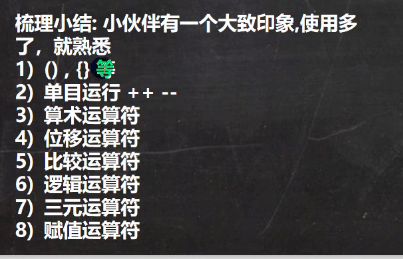 梳理小结: 小伙伴有一个大致印象,使用多
了，就熟悉
1）() , {} 等
2）单目运行 ++ --
3）算术运算符
4）位移运算符
5）比较运算符
6）逻辑运算符
7）三元运算符
8）赋值运算符